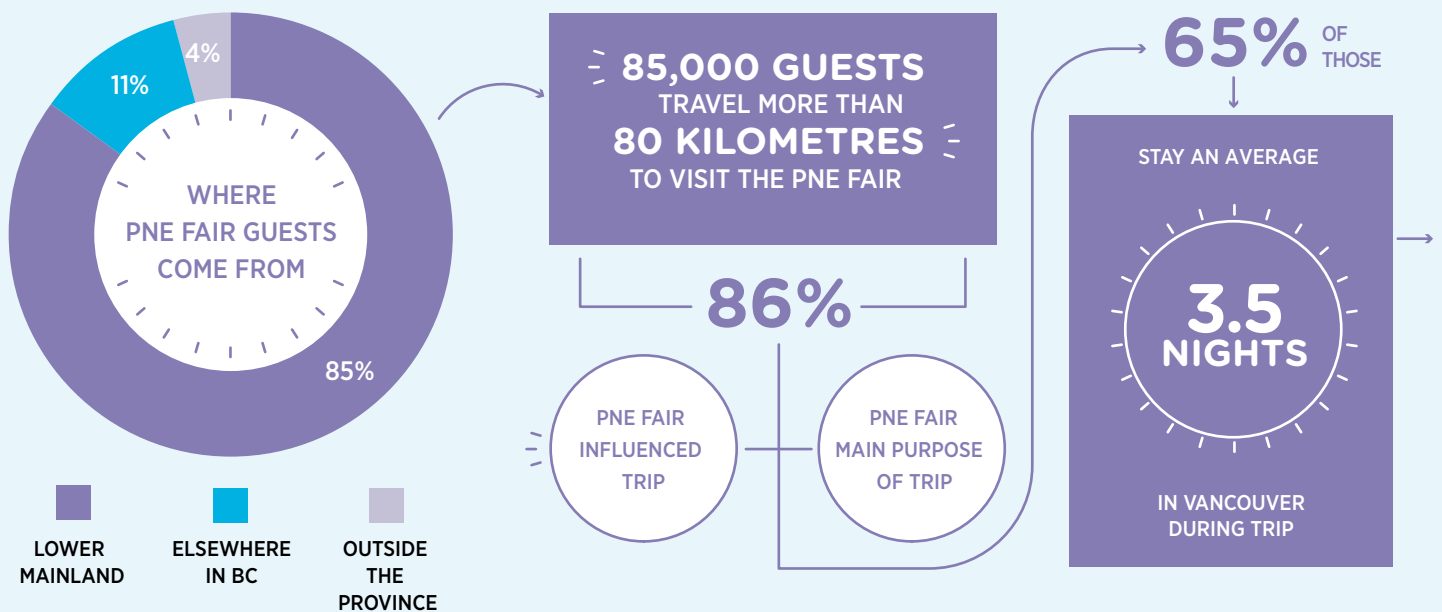 4%
11%
WHERE
PNE FAIR GUESTS
COME FROM
85%
LOWER
MAINLAND
ELSEWHERE
IN BC
OUTSIDE
THE
PROVINCE
85,000 GUESTS
TRAVEL MORE THAN
80 KILOMETRES
TO VISIT THE PNE FAIR
86%
PNE FAIR
INFLUENCED
TRIP
PNE FAIR
MAIN PURPOSE
OF TRIP
65% OF
THOSE
STAY AN AVERAGE
3.5
NIGHTS
IN VANCOUVER
DURING TRIP